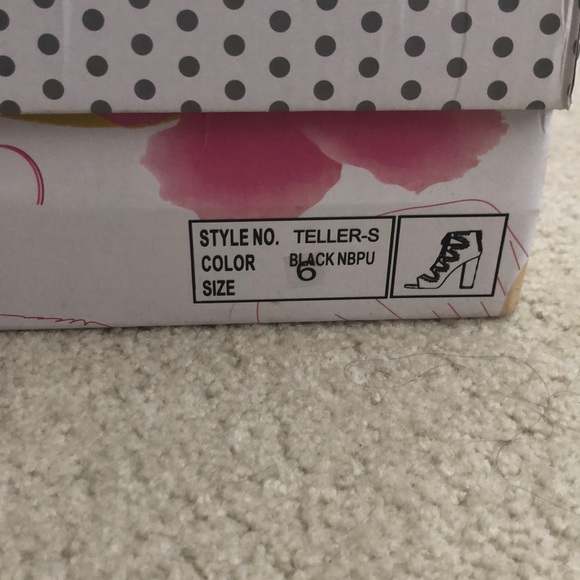 STYLE NO. TELLER-S
COLOR BLACK NBPU
SIZE 6